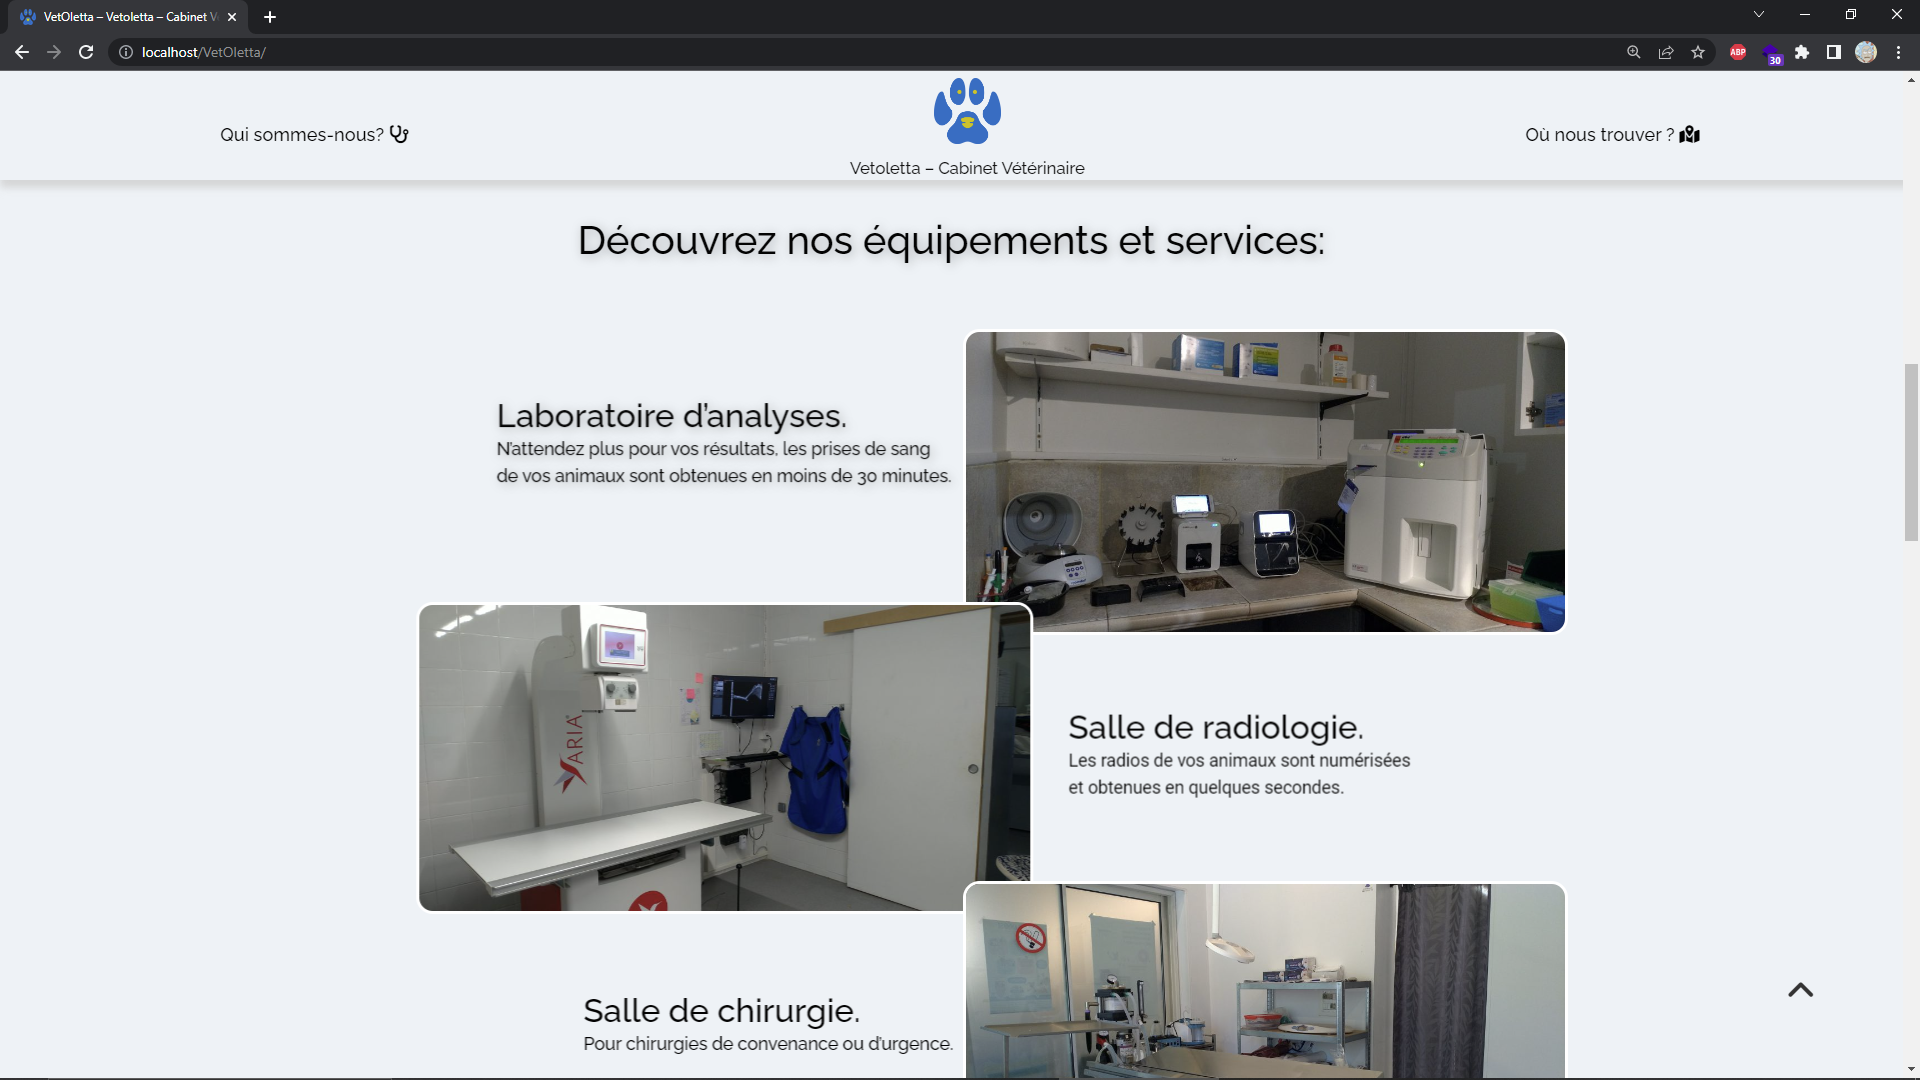 VetOletta – Vetoletta – Cabinet V
localhost/VetOletta/
ABP
30
Qui sommes-nous?
Vetoletta – Cabinet Vétérinaire
Où nous trouver ?
Découvrez nos équipements et services:
Laboratoire d’analyses.
N’attendez plus pour vos résultats, les prises de sang
de vos animaux sont obtenues en moins de 30 minutes.
ARIA
Salle de radiologie.
Les radios de vos animaux sont numérisées
et obtenues en quelques secondes.
Salle de chirurgie.
Pour chirurgies de convenance ou d’urgence.